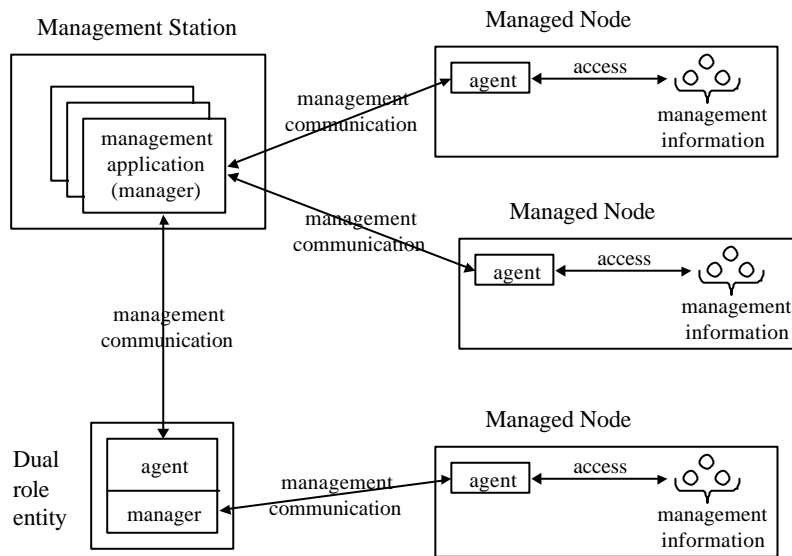 Management Station
management
application
(manager)
management
communication
Managed Node
agent
access
management
information
management
communication
Managed Node
agent
access
management
information
management
communication
Dual
role
entity
agent
manager
management
communication
Managed Node
agent
access
management
information